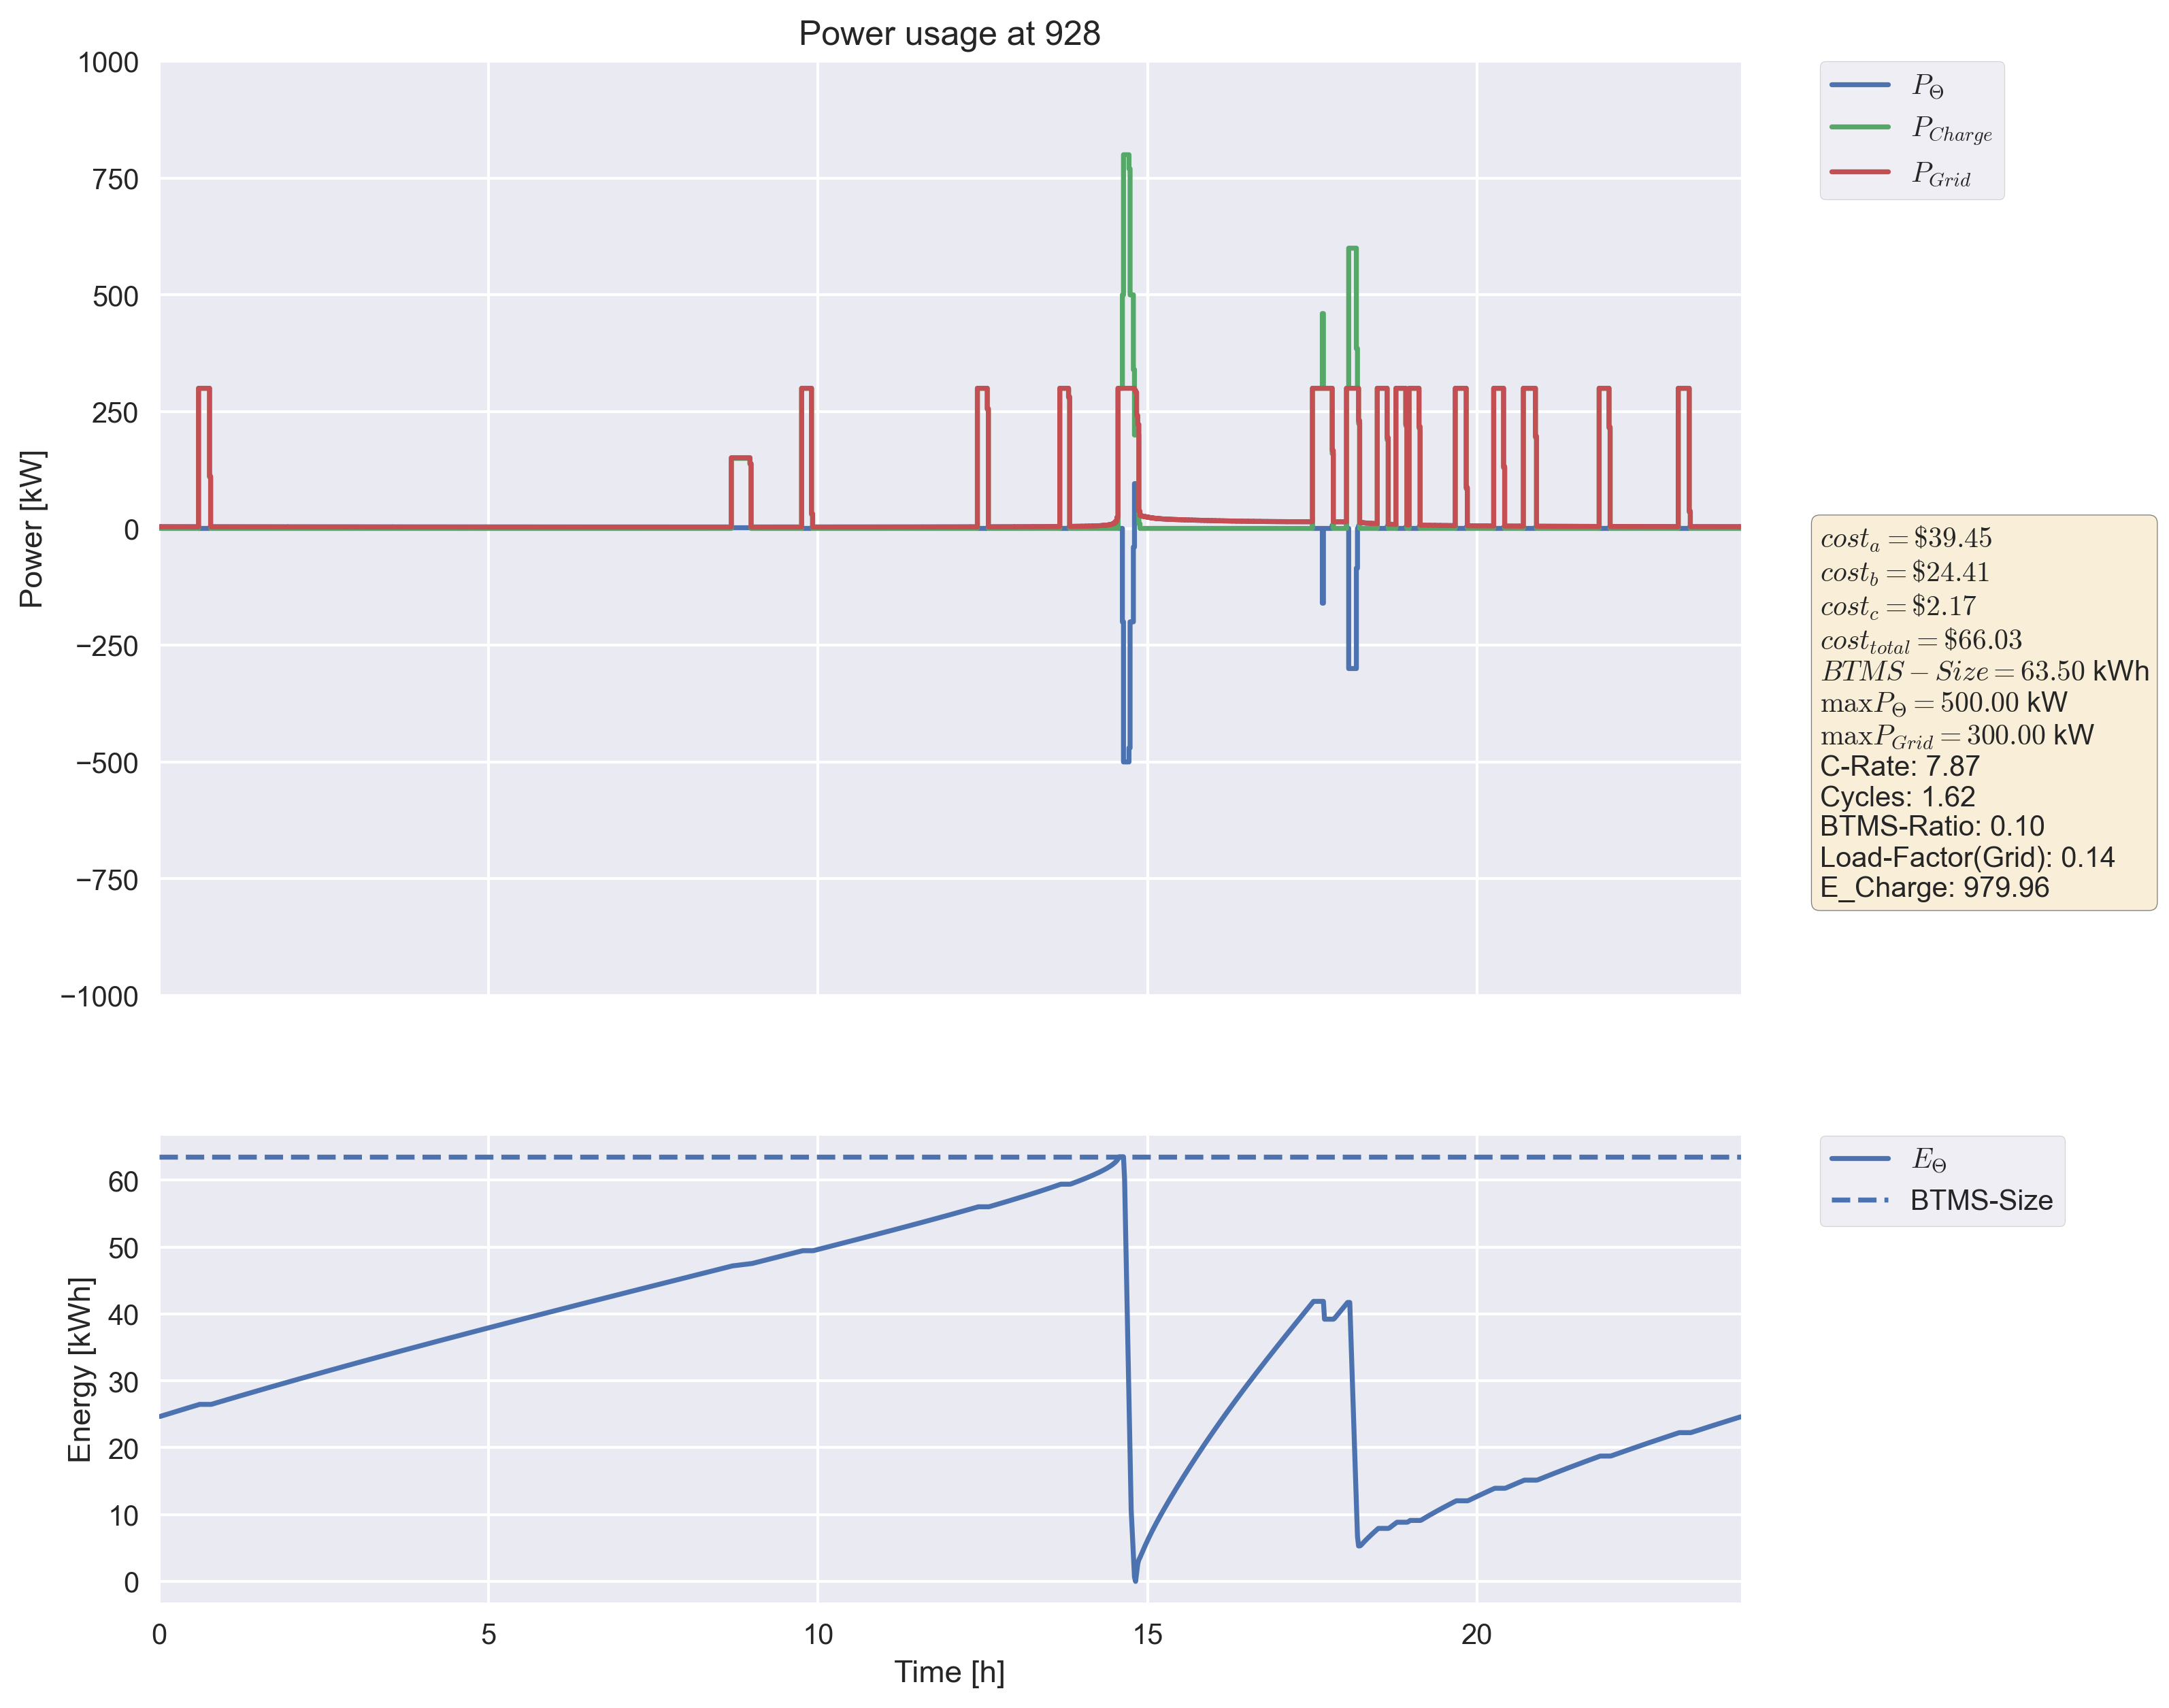 Power usage at 928
1000
750
500
250
0
−250
−500
−750
−1000
Power [kW]
P_Θ
P_Charge
P_Grid
cost_a = $39.45
cost_b = $24.41
cost_c = $2.17
cost_total = $66.03
BTMS − Size = 63.50 kWh
max P_Θ = 500.00 kW
max P_Grid = 300.00 kW
C-Rate: 7.87
Cycles: 1.62
BTMS-Ratio: 0.10
Load-Factor(Grid): 0.14
E_Charge: 979.96
60
50
40
30
20
10
0
Energy [kWh]
E_Θ
BTMS-Size
0 5 10 15 20
Time [h]